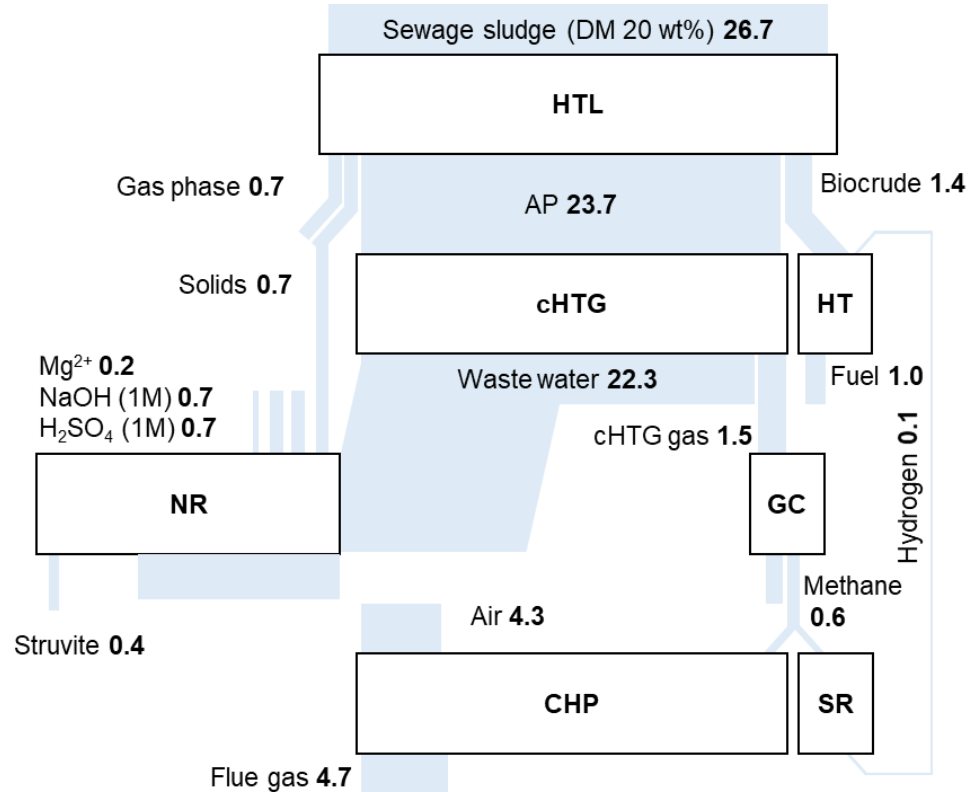 Sewage sludge (DM 20 wt%) 26.7
HTL
Gas phase 0.7
Biocrude 1.4
AP 23.7
Solids 0.7
cHTG
HT
Mg²⁺ 0.2
NaOH (1M) 0.7
H₂SO₄ (1M) 0.7
Waste water 22.3
Fuel 1.0
cHTG gas 1.5
Hydrogen 0.1
NR
GC
Methane
0.6
Air 4.3
Struvite 0.4
CHP
SR
Flue gas 4.7